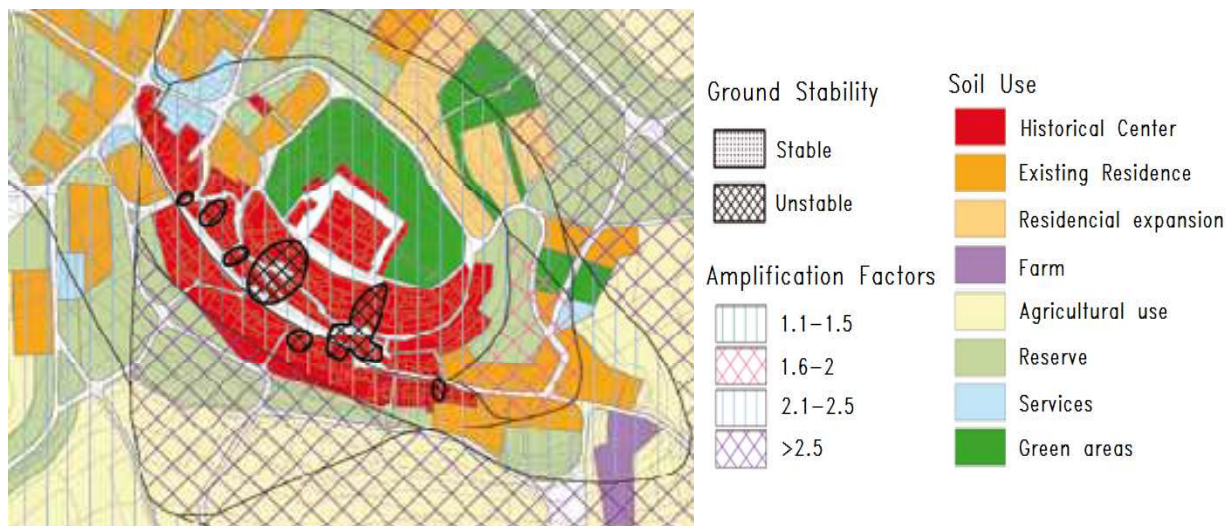 Ground Stability
Stable
Unstable
Amplification Factors
1.1-1.5
1.6-2
2.1-2.5
>2.5
Soil Use
Historical Center
Existing Residence
Residencial expansion
Farm
Agricultural use
Reserve
Services
Green areas